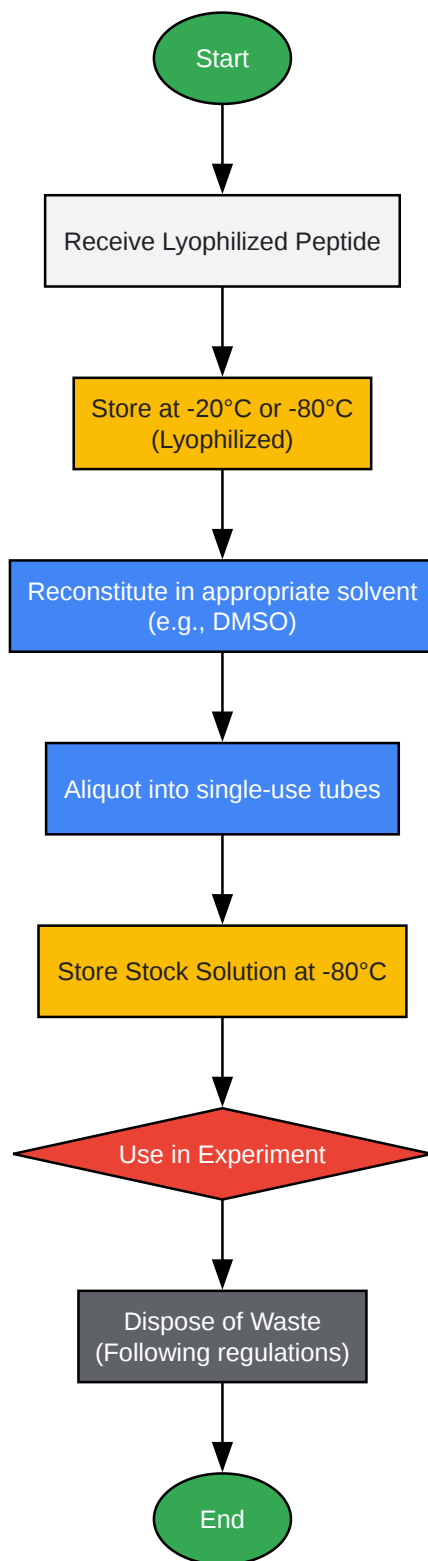 Start
Receive Lyophilized Peptide
Store at -20°C or -80°C
(Lyophilized)
Reconstitute in appropriate solvent
(e.g., DMSO)
Aliquot into single-use tubes
Store Stock Solution at -80°C
Use in Experiment
Dispose of Waste
(Following regulations)
End